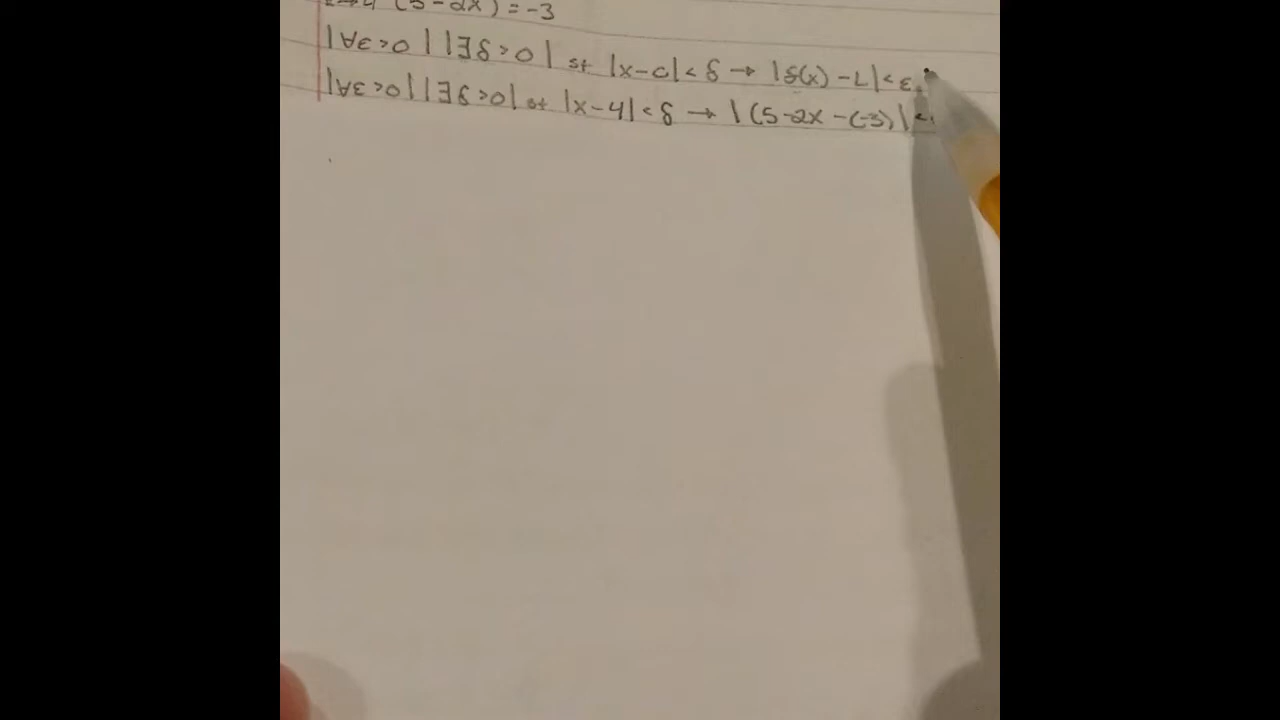 (5-2x) = -3
|∀ε>0| |∃δ>0| st |x-c|<δ → |f(x)-L|<ε.
|∀ε>0| |∃δ>0| st |x-4|<δ → |(5-2x-(-3)|<